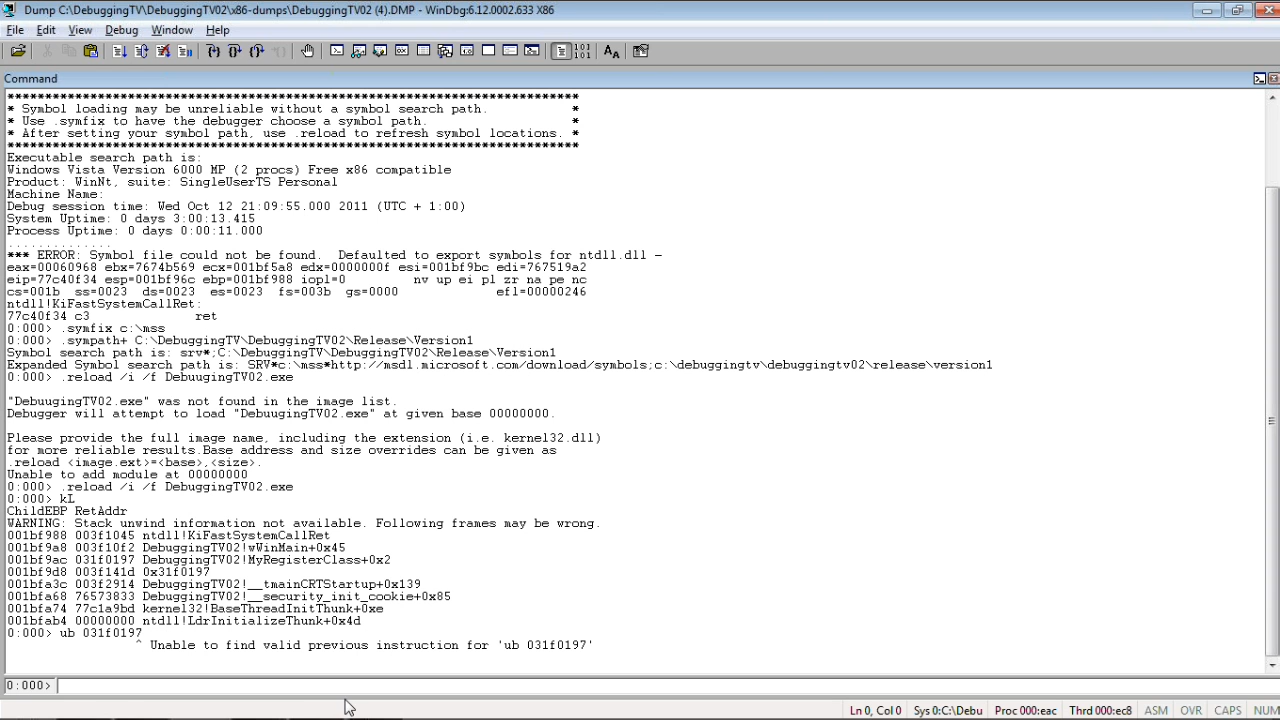 Dump C:\DebuggingTV\DebuggingTV02\x86-dumps\DebuggingTV02 (4).DMP - WinDbg:6.12.0002.633 X86
File Edit View Debug Window Help
Command
*******************************************************************************
* Symbol loading may be unreliable without a symbol search path. *
* Use .symfix to have the debugger choose a symbol path. *
* After setting your symbol path, use .reload to refresh symbol locations. *
*******************************************************************************
Executable search path is:
Windows Vista Version 6000 MP (2 procs) Free x86 compatible
Product: WinNt, suite: SingleUserTS Personal
Machine Name:
Debug session time: Wed Oct 12 21:09:55.000 2011 (UTC + 1:00)
System Uptime: 0 days 3:00:13.415
Process Uptime: 0 days 0:00:11.000
..............
*** ERROR: Symbol file could not be found. Defaulted to export symbols for ntdll.dll -
eax=00060968 ebx=7674b569 ecx=001bf5a8 edx=0000000f esi=001bf9bc edi=767519a2
eip=77c40f34 esp=001bf96c ebp=001bf988 iopl=0 nv up ei pl zr na pe nc
cs=001b ss=0023 ds=0023 es=0023 fs=003b gs=0000 efl=00000246
ntdll!KiFastSystemCallRet:
77c40f34 c3 ret
0:000> .symfix c:\mss
0:000> .sympath+ C:\DebuggingTV\DebuggingTV02\Release\Version1
Symbol search path is: srv*;C:\DebuggingTV\DebuggingTV02\Release\Version1
Expanded Symbol search path is: SRV*c:\mss*http://msdl.microsoft.com/download/symbols;c:\debuggingtv\debuggingtv02\release\version1
0:000> .reload /i /f DebuugingTV02.exe
"DebuugingTV02.exe" was not found in the image list.
Debugger will attempt to load "DebuugingTV02.exe" at given base 00000000.
Please provide the full image name, including the extension (i.e. kernel32.dll)
for more reliable results.Base address and size overrides can be given as
.reload <image.ext>=<base>,<size>.
Unable to add module at 00000000
0:000> .reload /i /f DebuggingTV02.exe
0:000> kL
ChildEBP RetAddr
WARNING: Stack unwind information not available. Following frames may be wrong.
001bf988 003f1045 ntdll!KiFastSystemCallRet
001bf9a8 003f10f2 DebuggingTV02!wWinMain+0x45
001bf9ac 031f0197 DebuggingTV02!MyRegisterClass+0x2
001bf9d8 003f141d 0x31f0197
001bfa3c 003f2914 DebuggingTV02!__tmainCRTStartup+0x139
001bfa68 76573833 DebuggingTV02!__security_init_cookie+0x85
001bfa74 77c1a9bd kernel32!BaseThreadInitThunk+0xe
001bfab4 00000000 ntdll!LdrInitializeThunk+0x4d
0:000> ub 031f0197
^ Unable to find valid previous instruction for 'ub 031f0197'
0:000>
Ln 0, Col 0 Sys 0:C:\Debu Proc 000:eac Thrd 000:ec8 ASM OVR CAPS NUM